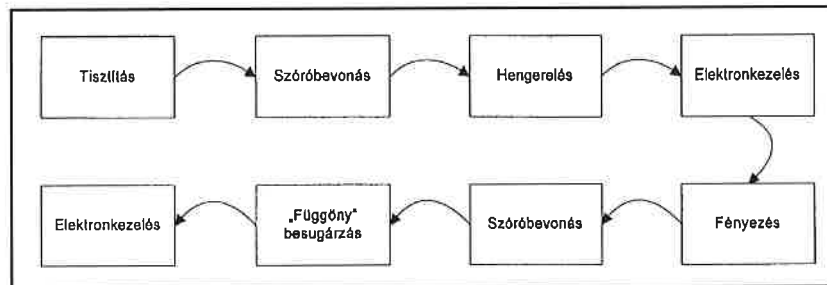 Tisztítás
Szóróbevonás
Hengerelés
Elektronkezelés
Fényezés
Szóróbevonás
„Függöny“
besugárzás
Elektronkezelés